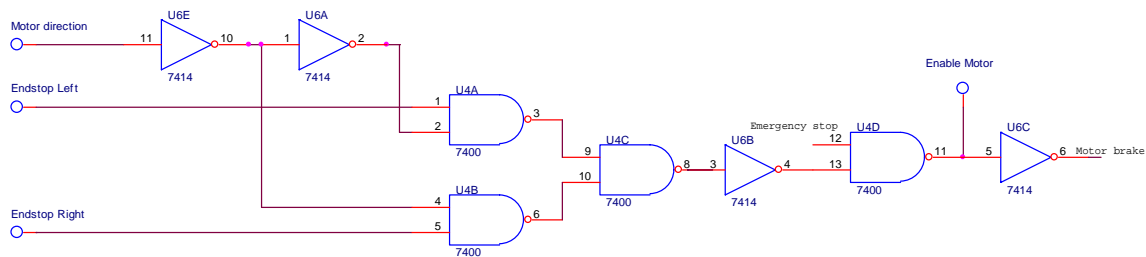 Motor direction
U6E
11
10
7414
U6A
1
2
7414
Endstop Left
U4A
1
2
3
7400
Endstop Right
U4B
4
5
6
7400
U4C
9
10
8
7400
U6B
3
4
7414
Emergency stop
U4D
12
13
11
7400
Enable Motor
U6C
5
6
7414
Motor brake